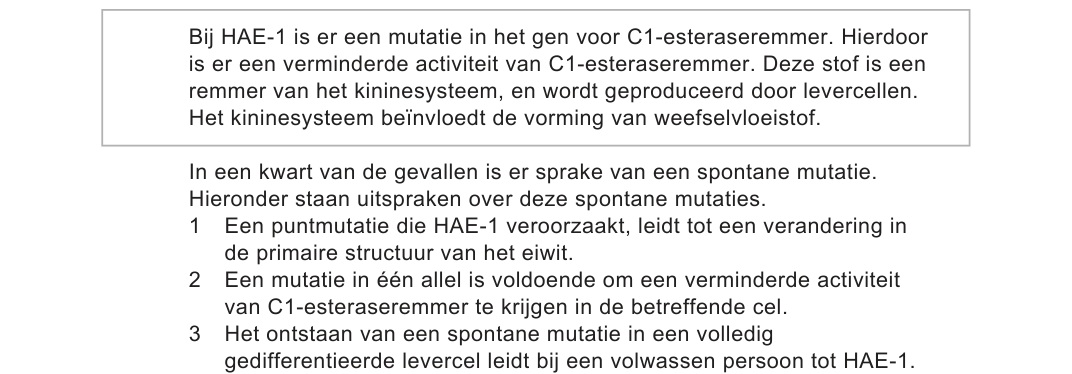 Bij HAE-1 is er een mutatie in het gen voor C1-esteraseremmer. Hierdoor
is er een verminderde activiteit van C1-esteraseremmer. Deze stof is een
remmer van het kininesysteem, en wordt geproduceerd door levercellen.
Het kininesysteem beïnvloedt de vorming van weefselvloeistof.
In een kwart van de gevallen is er sprake van een spontane mutatie.
Hieronder staan uitspraken over deze spontane mutaties.
1 Een puntmutatie die HAE-1 veroorzaakt, leidt tot een verandering in
de primaire structuur van het eiwit.
2 Een mutatie in één allel is voldoende om een verminderde activiteit
van C1-esteraseremmer te krijgen in de betreffende cel.
3 Het ontstaan van een spontane mutatie in een volledig
gedifferentieerde levercel leidt bij een volwassen persoon tot HAE-1.